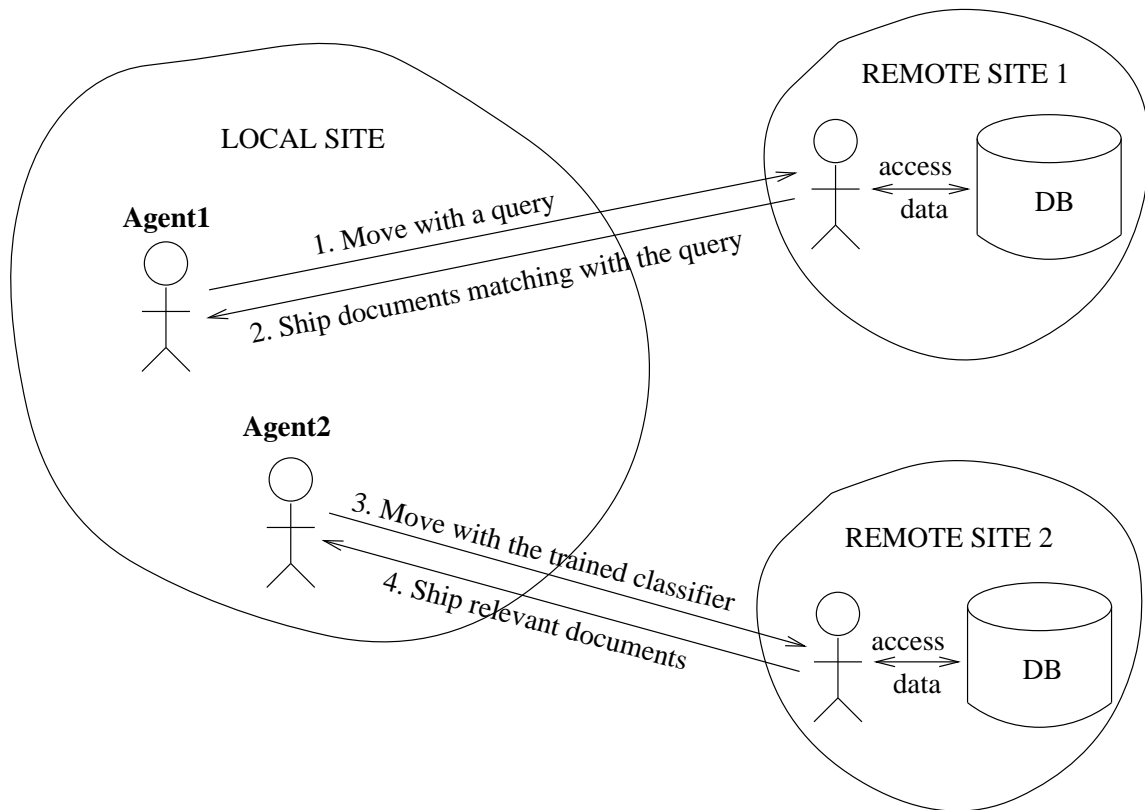 REMOTE SITE 1
LOCAL SITE
access
data
DB
Agent1
1. Move with a query
2. Ship documents matching with the query
Agent2
3. Move with the trained classifier
4. Ship relevant documents
REMOTE SITE 2
access
data
DB